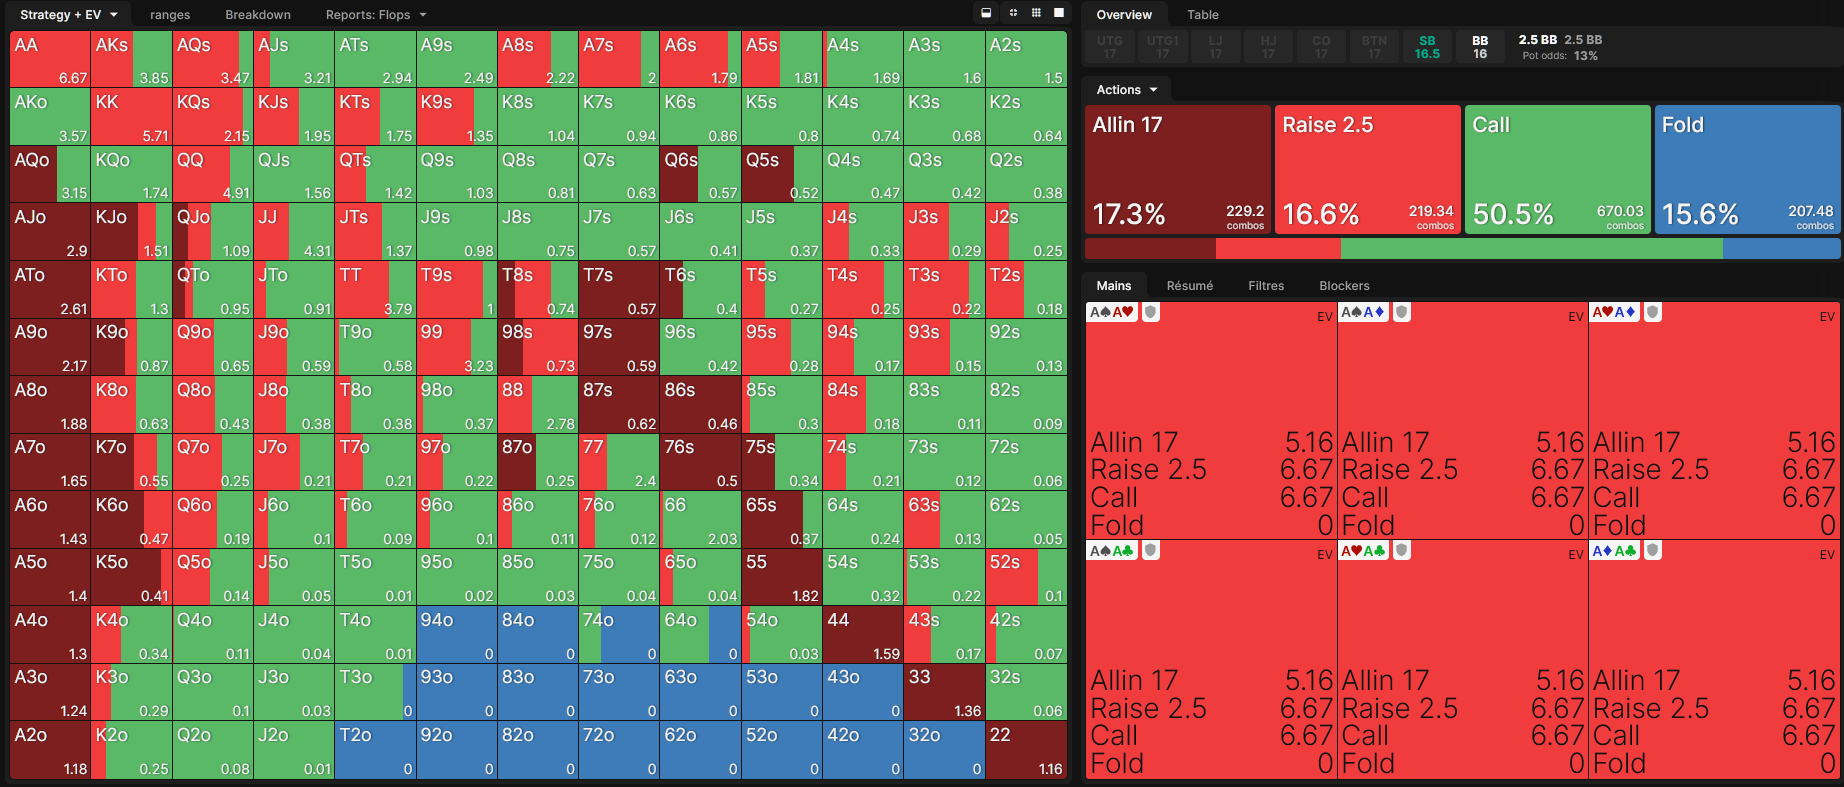 Strategy + EV ranges Breakdown Reports: Flops
AA 6.67 AKs 3.85 AQs 3.47 AJs 3.21 ATs 2.94 A9s 2.49 A8s 2.22 A7s 2 A6s 1.79 A5s 1.81 A4s 1.69 A3s 1.6 A2s 1.5
AKo 3.57 KK 5.71 KQs 2.15 KJs 1.95 KTs 1.75 K9s 1.35 K8s 1.04 K7s 0.94 K6s 0.86 K5s 0.8 K4s 0.74 K3s 0.68 K2s 0.64
AQo 3.15 KQo 1.74 QQ 4.91 QJs 1.56 QTs 1.42 Q9s 1.03 Q8s 0.81 Q7s 0.63 Q6s 0.57 Q5s 0.52 Q4s 0.47 Q3s 0.42 Q2s 0.38
AJo 2.9 KJo 1.51 QJo 1.09 JJ 4.31 JTs 1.37 J9s 0.98 J8s 0.75 J7s 0.57 J6s 0.41 J5s 0.37 J4s 0.33 J3s 0.29 J2s 0.25
ATo 2.61 KTo 1.3 QTo 0.95 JTo 0.91 TT 3.79 T9s 1 T8s 0.74 T7s 0.57 T6s 0.4 T5s 0.27 T4s 0.25 T3s 0.22 T2s 0.18
A9o 2.17 K9o 0.87 Q9o 0.65 J9o 0.59 T9o 0.58 99 3.23 98s 0.73 97s 0.59 96s 0.42 95s 0.28 94s 0.17 93s 0.15 92s 0.13
A8o 1.88 K8o 0.63 Q8o 0.43 J8o 0.38 T8o 0.38 98o 0.37 88 2.78 87s 0.62 86s 0.46 85s 0.3 84s 0.18 83s 0.11 82s 0.09
A7o 1.65 K7o 0.55 Q7o 0.25 J7o 0.21 T7o 0.21 97o 0.22 87o 0.25 77 2.4 76s 0.5 75s 0.34 74s 0.21 73s 0.12 72s 0.06
A6o 1.43 K6o 0.47 Q6o 0.19 J6o 0.1 T6o 0.09 96o 0.1 86o 0.11 76o 0.12 66 2.03 65s 0.37 64s 0.24 63s 0.13 62s 0.05
A5o 1.4 K5o 0.41 Q5o 0.14 J5o 0.05 T5o 0.01 95o 0.02 85o 0.03 75o 0.04 65o 0.04 55 1.82 54s 0.32 53s 0.22 52s 0.1
A4o 1.3 K4o 0.34 Q4o 0.11 J4o 0.04 T4o 0.01 94o 0 84o 0 74o 0 64o 0 54o 0.03 44 1.59 43s 0.17 42s 0.07
A3o 1.24 K3o 0.29 Q3o 0.1 J3o 0.03 T3o 0 93o 0 83o 0 73o 0 63o 0 53o 0 43o 0 33 1.36 32s 0.06
A2o 1.18 K2o 0.25 Q2o 0.08 J2o 0.01 T2o 0 92o 0 82o 0 72o 0 62o 0 52o 0 42o 0 32o 0 22 1.16
Overview Table
UTG UTG1 LJ HJ CO BTN SB BB 2.5 BB 2.5 BB
17 17 17 17 17 17 16.5 16 Pot odds: 13%
Actions
Allin 17 Raise 2.5 Call Fold
17.3% 229.2 combos 16.6% 219.34 combos 50.5% 670.03 combos 15.6% 207.48 combos
Mains Résumé Filtres Blockers
A♠A♥ EV A♠A♦ EV A♥A♦ EV
Allin 17 5.16 Allin 17 5.16 Allin 17 5.16
Raise 2.5 6.67 Raise 2.5 6.67 Raise 2.5 6.67
Call 6.67 Call 6.67 Call 6.67
Fold 0 Fold 0 Fold 0
A♠A♣ EV A♥A♣ EV A♦A♣ EV
Allin 17 5.16 Allin 17 5.16 Allin 17 5.16
Raise 2.5 6.67 Raise 2.5 6.67 Raise 2.5 6.67
Call 6.67 Call 6.67 Call 6.67
Fold 0 Fold 0 Fold 0